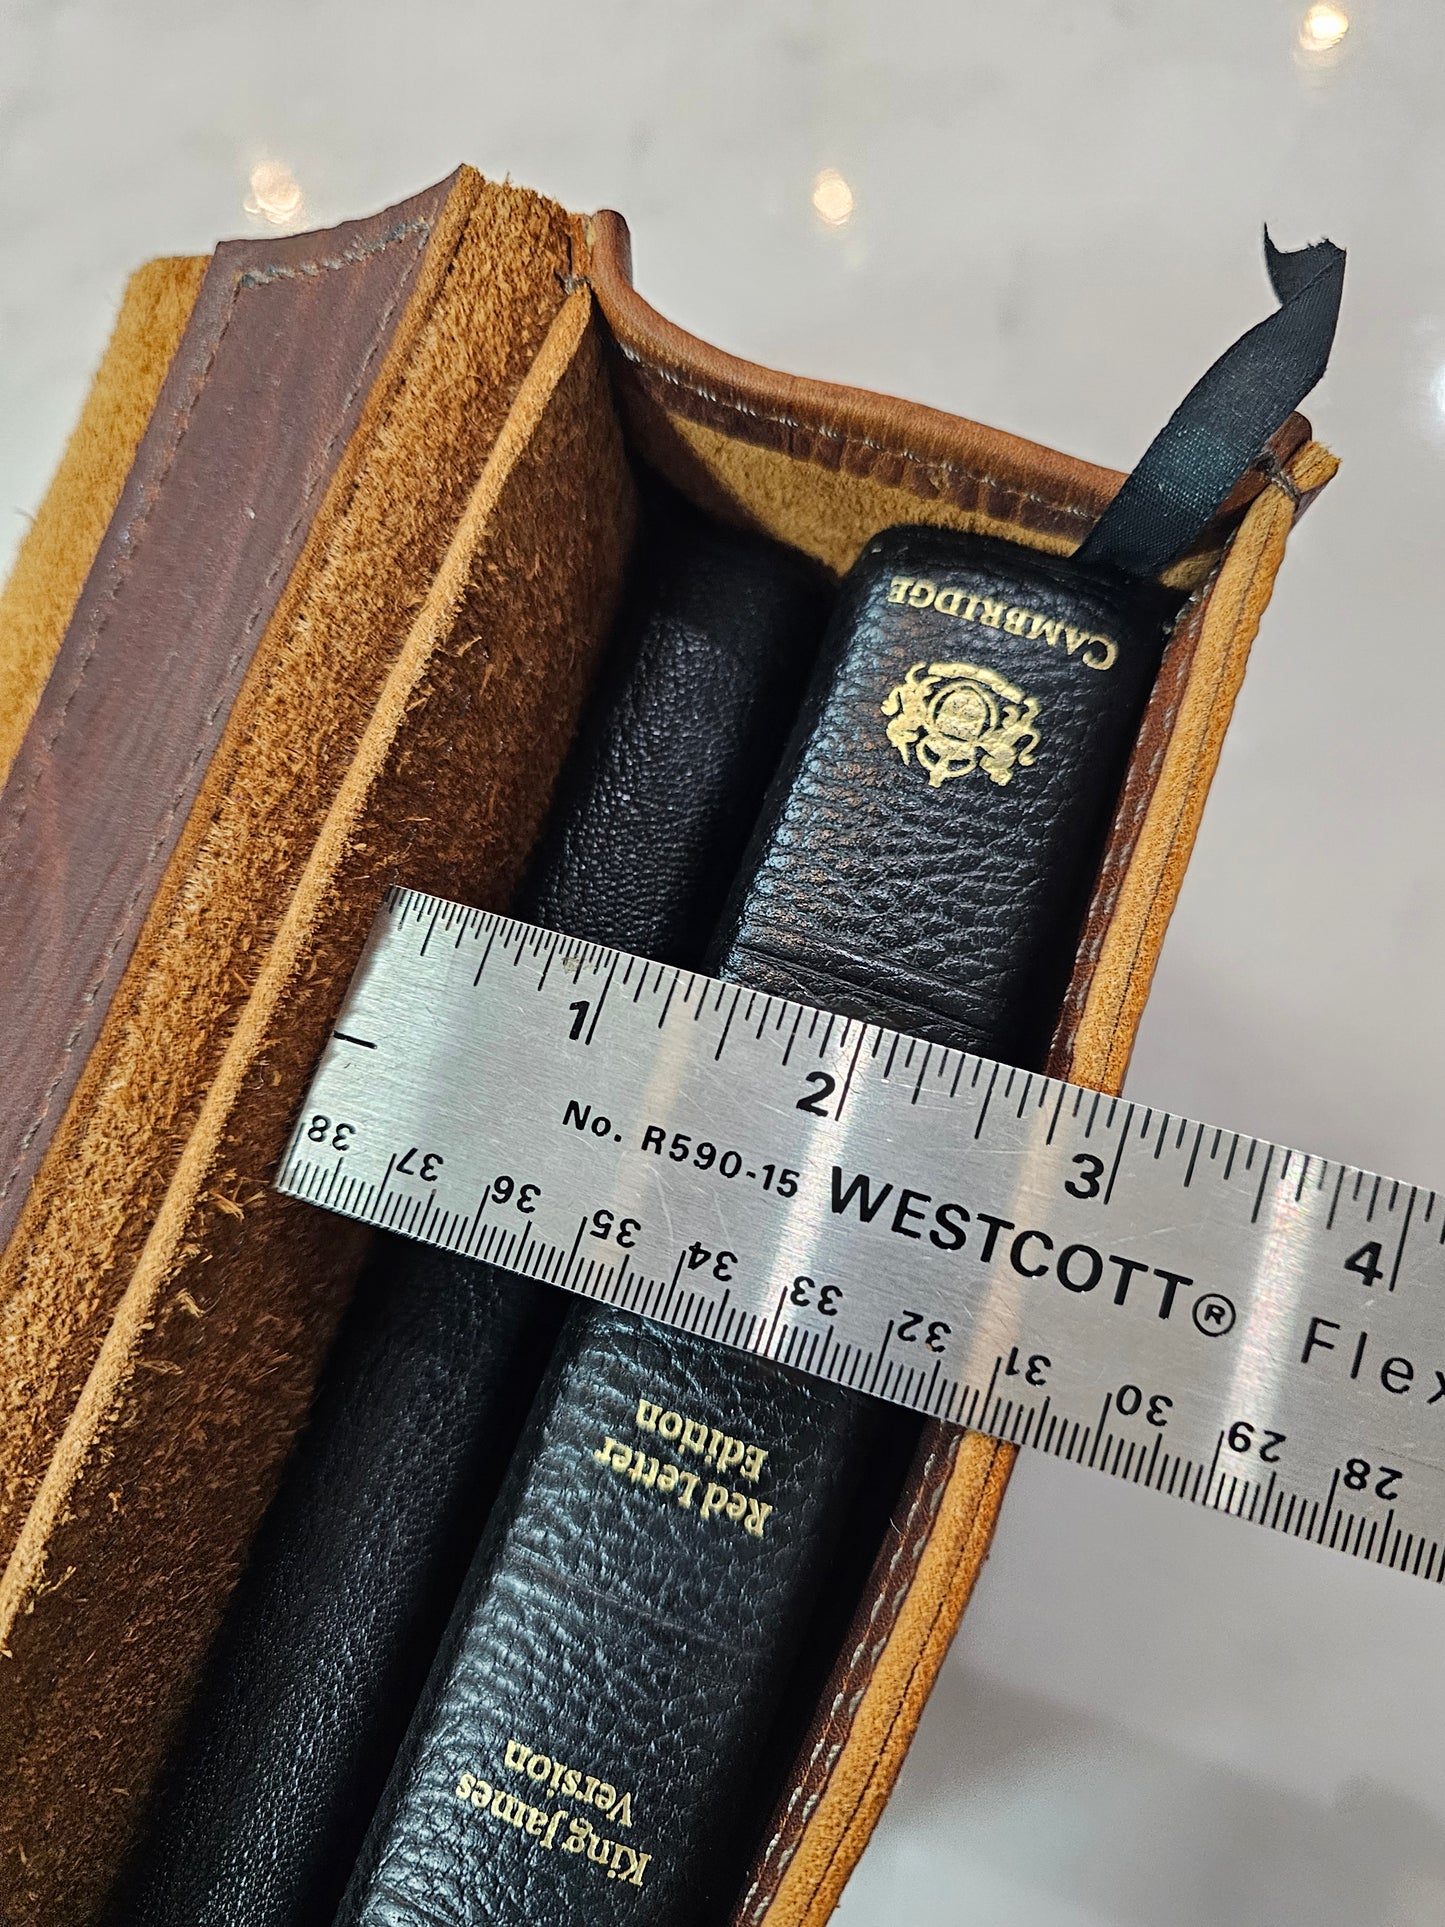 CAMBRIDGE
1 2 3 4
No. R590-15 WESTCOTT® Flex
38 37 36 35 34 33 32 31 30 29 28
Red Letter
Edition
King James
Version